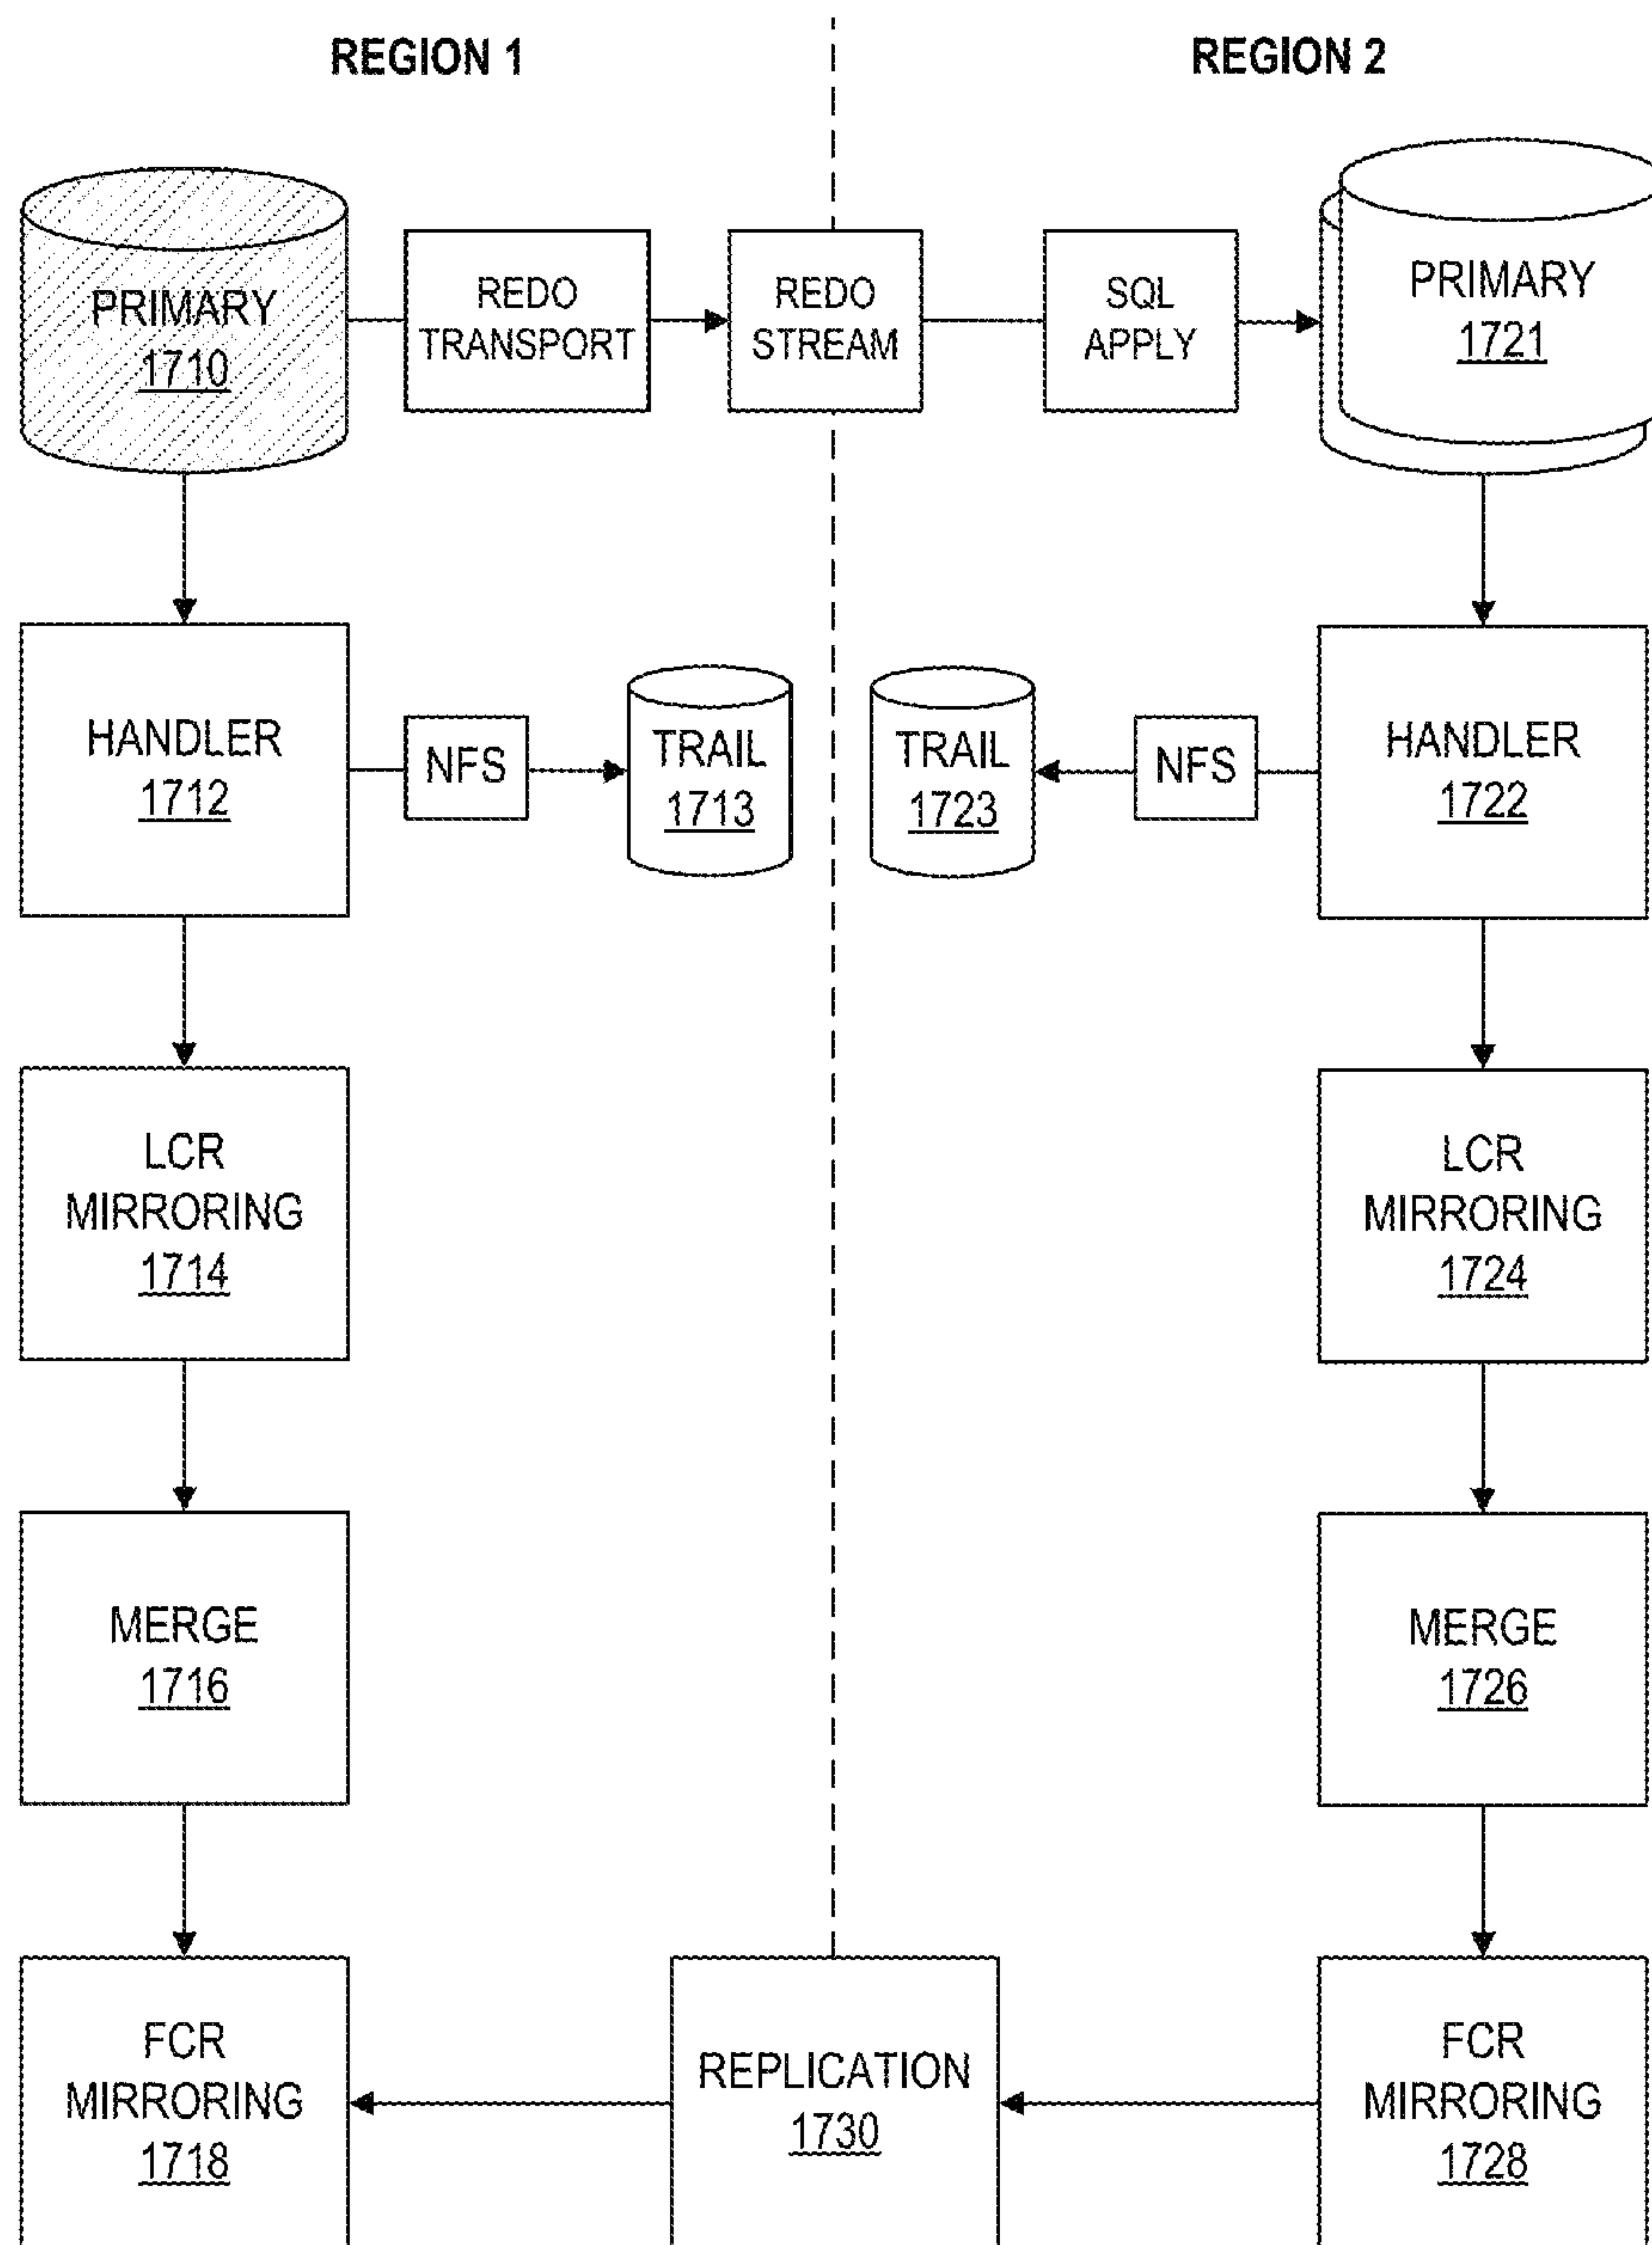 REGION 1
REGION 2
PRIMARY
1710
REDO
TRANSPORT
REDO
STREAM
SQL
APPLY
PRIMARY
1721
HANDLER
1712
NFS
TRAIL
1713
TRAIL
1723
NFS
HANDLER
1722
LCR
MIRRORING
1714
LCR
MIRRORING
1724
MERGE
1716
MERGE
1726
FCR
MIRRORING
1718
REPLICATION
1730
FCR
MIRRORING
1728